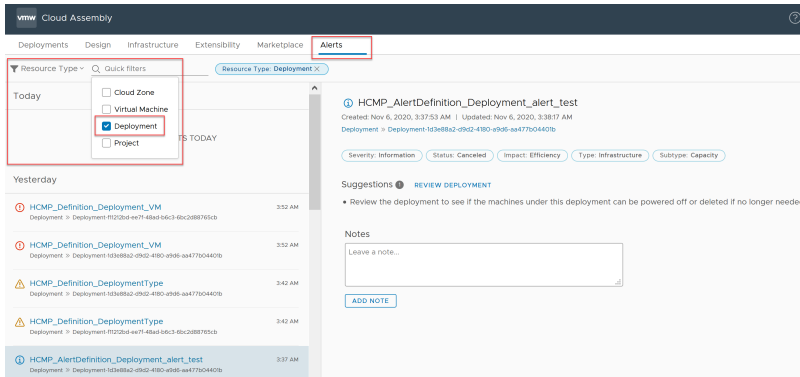 vmw Cloud Assembly
Deployments Design Infrastructure Extensibility Marketplace Alerts
Resource Type Quick filters Resource Type: Deployment ×
Cloud Zone
Virtual Machine
Deployment
Project
Today
TS TODAY
Yesterday
HCMP_Definition_Deployment_VM 3:52 AM
Deployment » Deployment-f11212bd-ee7f-48ad-b6c3-6bc2d88765cb
HCMP_Definition_Deployment_VM 3:52 AM
Deployment » Deployment-1d3e88a2-d9d2-4180-a9d6-aa477b04401b
HCMP_Definition_DeploymentType 3:42 AM
Deployment » Deployment-1d3e88a2-d9d2-4180-a9d6-aa477b04401b
HCMP_Definition_DeploymentType 3:42 AM
Deployment » Deployment-f11212bd-ee7f-48ad-b6c3-6bc2d88765cb
HCMP_AlertDefinition_Deployment_alert_test 3:37 AM
Deployment » Deployment-1d3e88a2-d9d2-4180-a9d6-aa477b04401b
HCMP_AlertDefinition_Deployment_alert_test
Created: Nov 6, 2020, 3:37:53 AM | Updated: Nov 6, 2020, 3:38:17 AM
Deployment » Deployment-1d3e88a2-d9d2-4180-a9d6-aa477b04401b
Severity: Information Status: Canceled Impact: Efficiency Type: Infrastructure Subtype: Capacity
Suggestions REVIEW DEPLOYMENT
• Review the deployment to see if the machines under this deployment can be powered off or deleted if no longer neede
Notes
Leave a note...
ADD NOTE